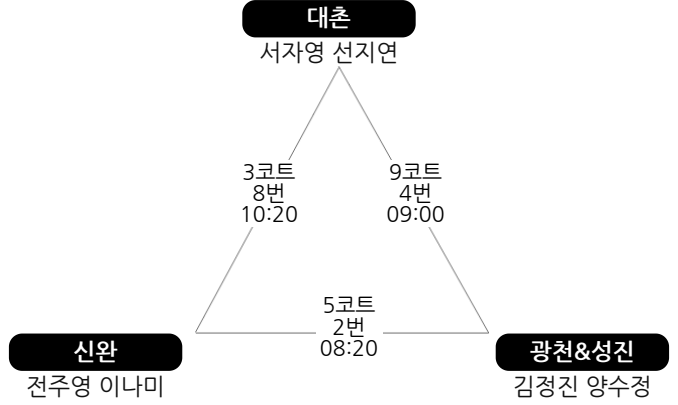 대촌
서자영 선지연
3코트
8번
10:20
9코트
4번
09:00
5코트
2번
08:20
신완
전주영 이나미
광천&성진
김정진 양수정